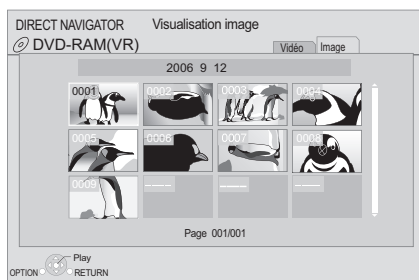 DIRECT NAVIGATOR Visualisation image
DVD-RAM(VR) Vidéo Image
2006 9 12
0001 0002 0003 0004
0005 0006 0007 0008
0009 ---- ---- ----
Page 001/001
Play
OPTION RETURN